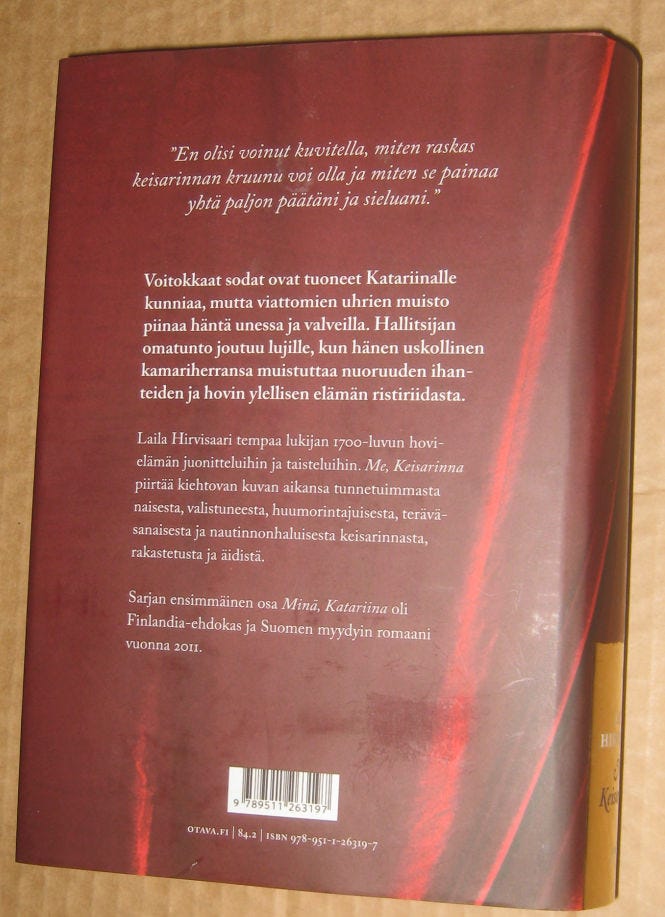 ”En olisi voinut kuvitella, miten raskas
keisarinnan kruunu voi olla ja miten se painaa
yhtä paljon päätäni ja sieluani.”
Voitokkaat sodat ovat tuoneet Katariinalle
kunniaa, mutta viattomien uhrien muisto
piinaa häntä unessa ja valveilla. Hallitsijan
omatunto joutuu lujille, kun hänen uskollinen
kamariherransa muistuttaa nuoruuden ihan-
teiden ja hovin ylellisen elämän ristiriidasta.
Laila Hirvisaari tempaa lukijan 1700-luvun hovi-
elämän juonitteluihin ja taisteluihin. Me, Keisarinna
piirtää kiehtovan kuvan aikansa tunnetuimmasta
naisesta, valistuneesta, huumorintajuisesta, terävä-
sanaisesta ja nautinnonhaluisesta keisarinnasta,
rakastetusta ja äidistä.
Sarjan ensimmäinen osa Minä, Katariina oli
Finlandia-ehdokas ja Suomen myydyin romaani
vuonna 2011.
9 789511 263197
OTAVA.FI | 84.2 | ISBN 978-951-1-26319-7